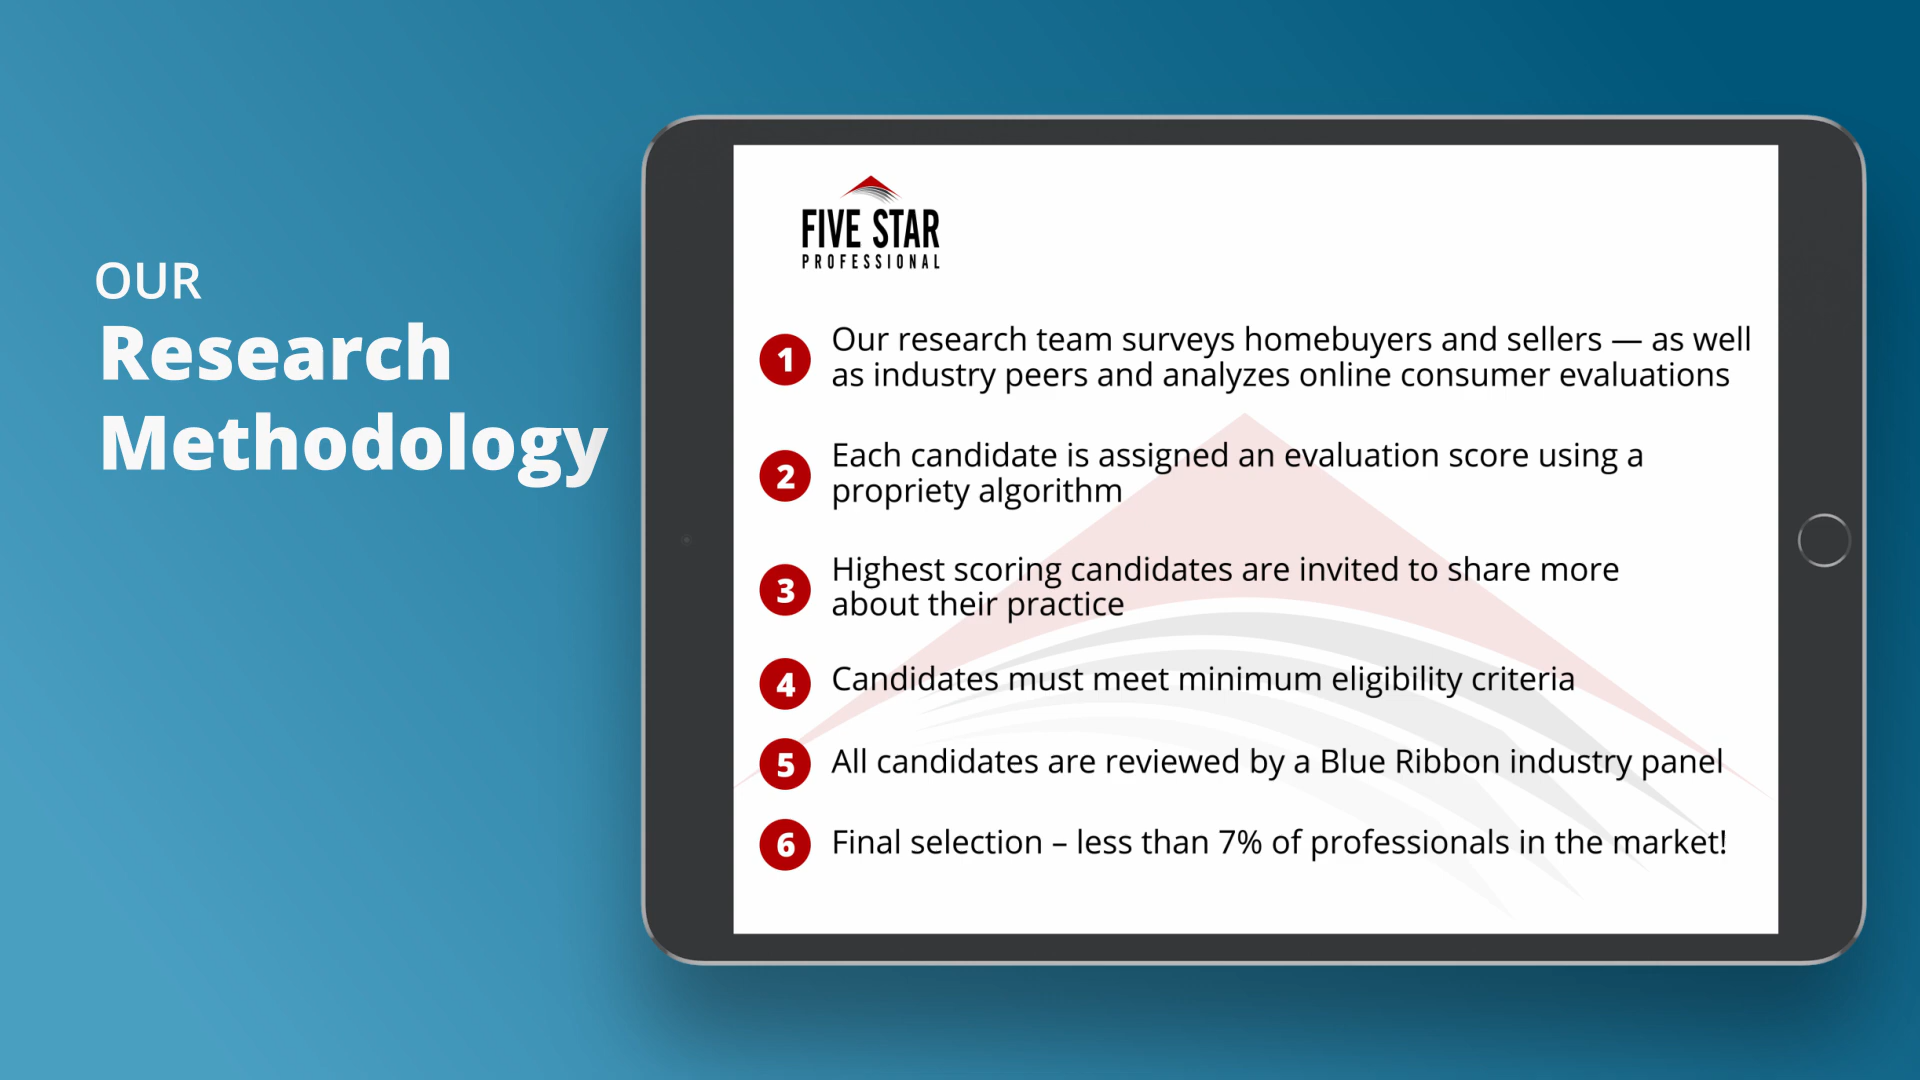 OUR
Research
Methodology
FIVE STAR
PROFESSIONAL
1 Our research team surveys homebuyers and sellers — as well
as industry peers and analyzes online consumer evaluations
2 Each candidate is assigned an evaluation score using a
propriety algorithm
3 Highest scoring candidates are invited to share more
about their practice
4 Candidates must meet minimum eligibility criteria
5 All candidates are reviewed by a Blue Ribbon industry panel
6 Final selection – less than 7% of professionals in the market!